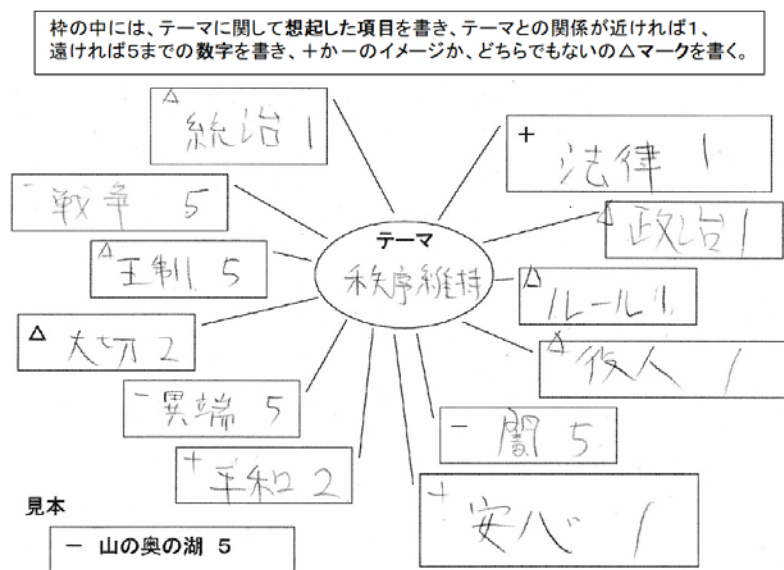 枠の中には、テーマに関して想起した項目を書き、テーマとの関係が近ければ1、
遠ければ5までの数字を書き、+か-のイメージか、どちらでもないの△マークを書く。
△ 統治 1
+ 法律 1
- 戦争 5
△ 政治 1
テーマ
秩序維持
△ 王制 5
△ ルール 1
△ 大切 2
△ 役人 1
- 異端 5
- 闇 5
+ 平和 2
+ 安心 1
見本
- 山の奥の湖 5